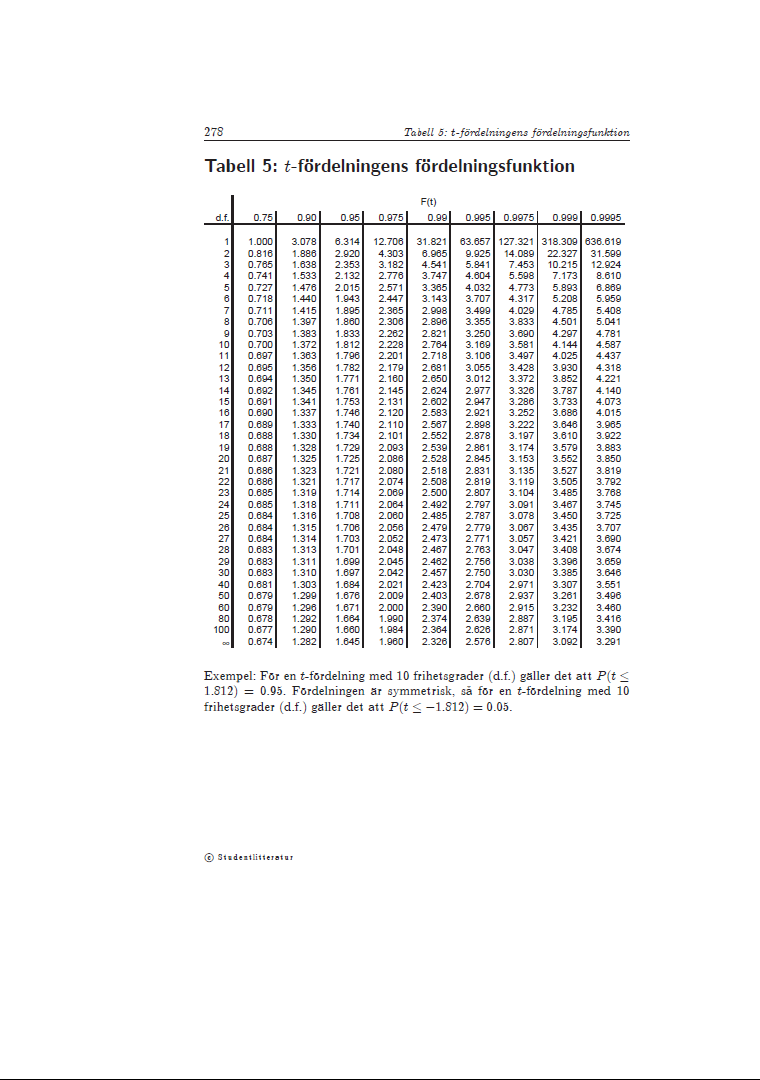 278 Tabell 5: t-fördelningens fördelningsfunktion
Tabell 5: t-fördelningens fördelningsfunktion
F(t)
d.f. 0.75 0.90 0.95 0.975 0.99 0.995 0.9975 0.999 0.9995
1 1.000 3.078 6.314 12.706 31.821 63.657 127.321 318.309 636.619
2 0.816 1.886 2.920 4.303 6.965 9.925 14.089 22.327 31.599
3 0.765 1.638 2.353 3.182 4.541 5.841 7.453 10.215 12.924
4 0.741 1.533 2.132 2.776 3.747 4.604 5.598 7.173 8.610
5 0.727 1.476 2.015 2.571 3.365 4.032 4.773 5.893 6.869
6 0.718 1.440 1.943 2.447 3.143 3.707 4.317 5.208 5.959
7 0.711 1.415 1.895 2.365 2.998 3.499 4.029 4.785 5.408
8 0.706 1.397 1.860 2.306 2.896 3.355 3.833 4.501 5.041
9 0.703 1.383 1.833 2.262 2.821 3.250 3.690 4.297 4.781
10 0.700 1.372 1.812 2.228 2.764 3.169 3.581 4.144 4.587
11 0.697 1.363 1.796 2.201 2.718 3.106 3.497 4.025 4.437
12 0.695 1.356 1.782 2.179 2.681 3.055 3.428 3.930 4.318
13 0.694 1.350 1.771 2.160 2.650 3.012 3.372 3.852 4.221
14 0.692 1.345 1.761 2.145 2.624 2.977 3.326 3.787 4.140
15 0.691 1.341 1.753 2.131 2.602 2.947 3.286 3.733 4.073
16 0.690 1.337 1.746 2.120 2.583 2.921 3.252 3.686 4.015
17 0.689 1.333 1.740 2.110 2.567 2.898 3.222 3.646 3.965
18 0.688 1.330 1.734 2.101 2.552 2.878 3.197 3.610 3.922
19 0.688 1.328 1.729 2.093 2.539 2.861 3.174 3.579 3.883
20 0.687 1.325 1.725 2.086 2.528 2.845 3.153 3.552 3.850
21 0.686 1.323 1.721 2.080 2.518 2.831 3.135 3.527 3.819
22 0.686 1.321 1.717 2.074 2.508 2.819 3.119 3.505 3.792
23 0.685 1.319 1.714 2.069 2.500 2.807 3.104 3.485 3.768
24 0.685 1.318 1.711 2.064 2.492 2.797 3.091 3.467 3.745
25 0.684 1.316 1.708 2.060 2.485 2.787 3.078 3.450 3.725
26 0.684 1.315 1.706 2.056 2.479 2.779 3.067 3.435 3.707
27 0.684 1.314 1.703 2.052 2.473 2.771 3.057 3.421 3.690
28 0.683 1.313 1.701 2.048 2.467 2.763 3.047 3.408 3.674
29 0.683 1.311 1.699 2.045 2.462 2.756 3.038 3.396 3.659
30 0.683 1.310 1.697 2.042 2.457 2.750 3.030 3.385 3.646
40 0.681 1.303 1.684 2.021 2.423 2.704 2.971 3.307 3.551
50 0.679 1.299 1.676 2.009 2.403 2.678 2.937 3.261 3.496
60 0.679 1.296 1.671 2.000 2.390 2.660 2.915 3.232 3.460
80 0.678 1.292 1.664 1.990 2.374 2.639 2.887 3.195 3.416
100 0.677 1.290 1.660 1.984 2.364 2.626 2.871 3.174 3.390
∞ 0.674 1.282 1.645 1.960 2.326 2.576 2.807 3.092 3.291
Exempel: För en t-fördelning med 10 frihetsgrader (d.f.) gäller det att P(t ≤
1.812) = 0.95. Fördelningen är symmetrisk, så för en t-fördelning med 10
frihetsgrader (d.f.) gäller det att P(t ≤ −1.812) = 0.05.
© Studentlitteratur